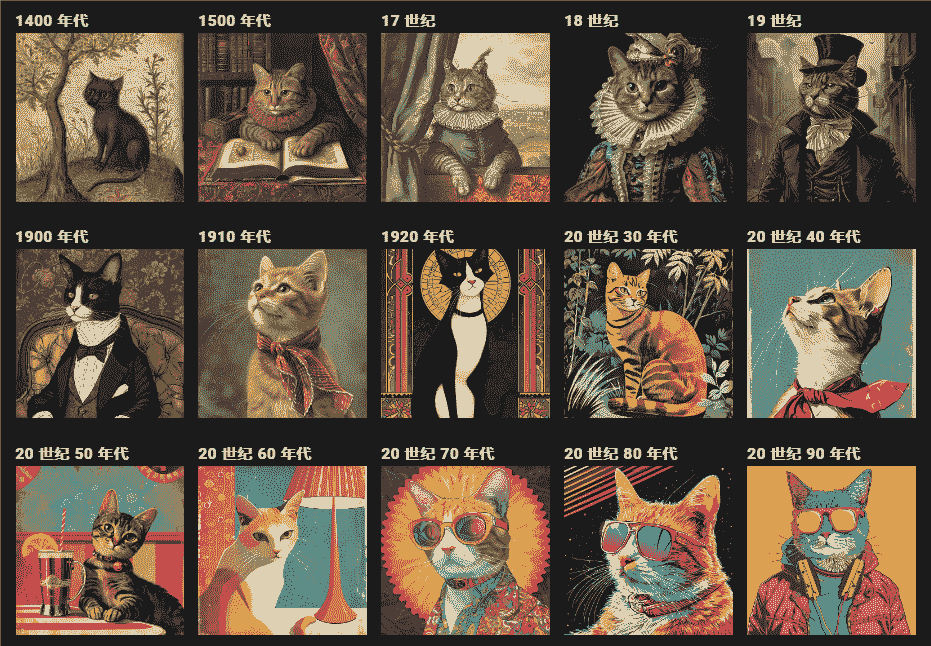 1400 年代
1500 年代
17 世纪
18 世纪
19 世纪
1900 年代
1910 年代
1920 年代
20 世纪 30 年代
20 世纪 40 年代
20 世纪 50 年代
20 世纪 60 年代
20 世纪 70 年代
20 世纪 80 年代
20 世纪 90 年代